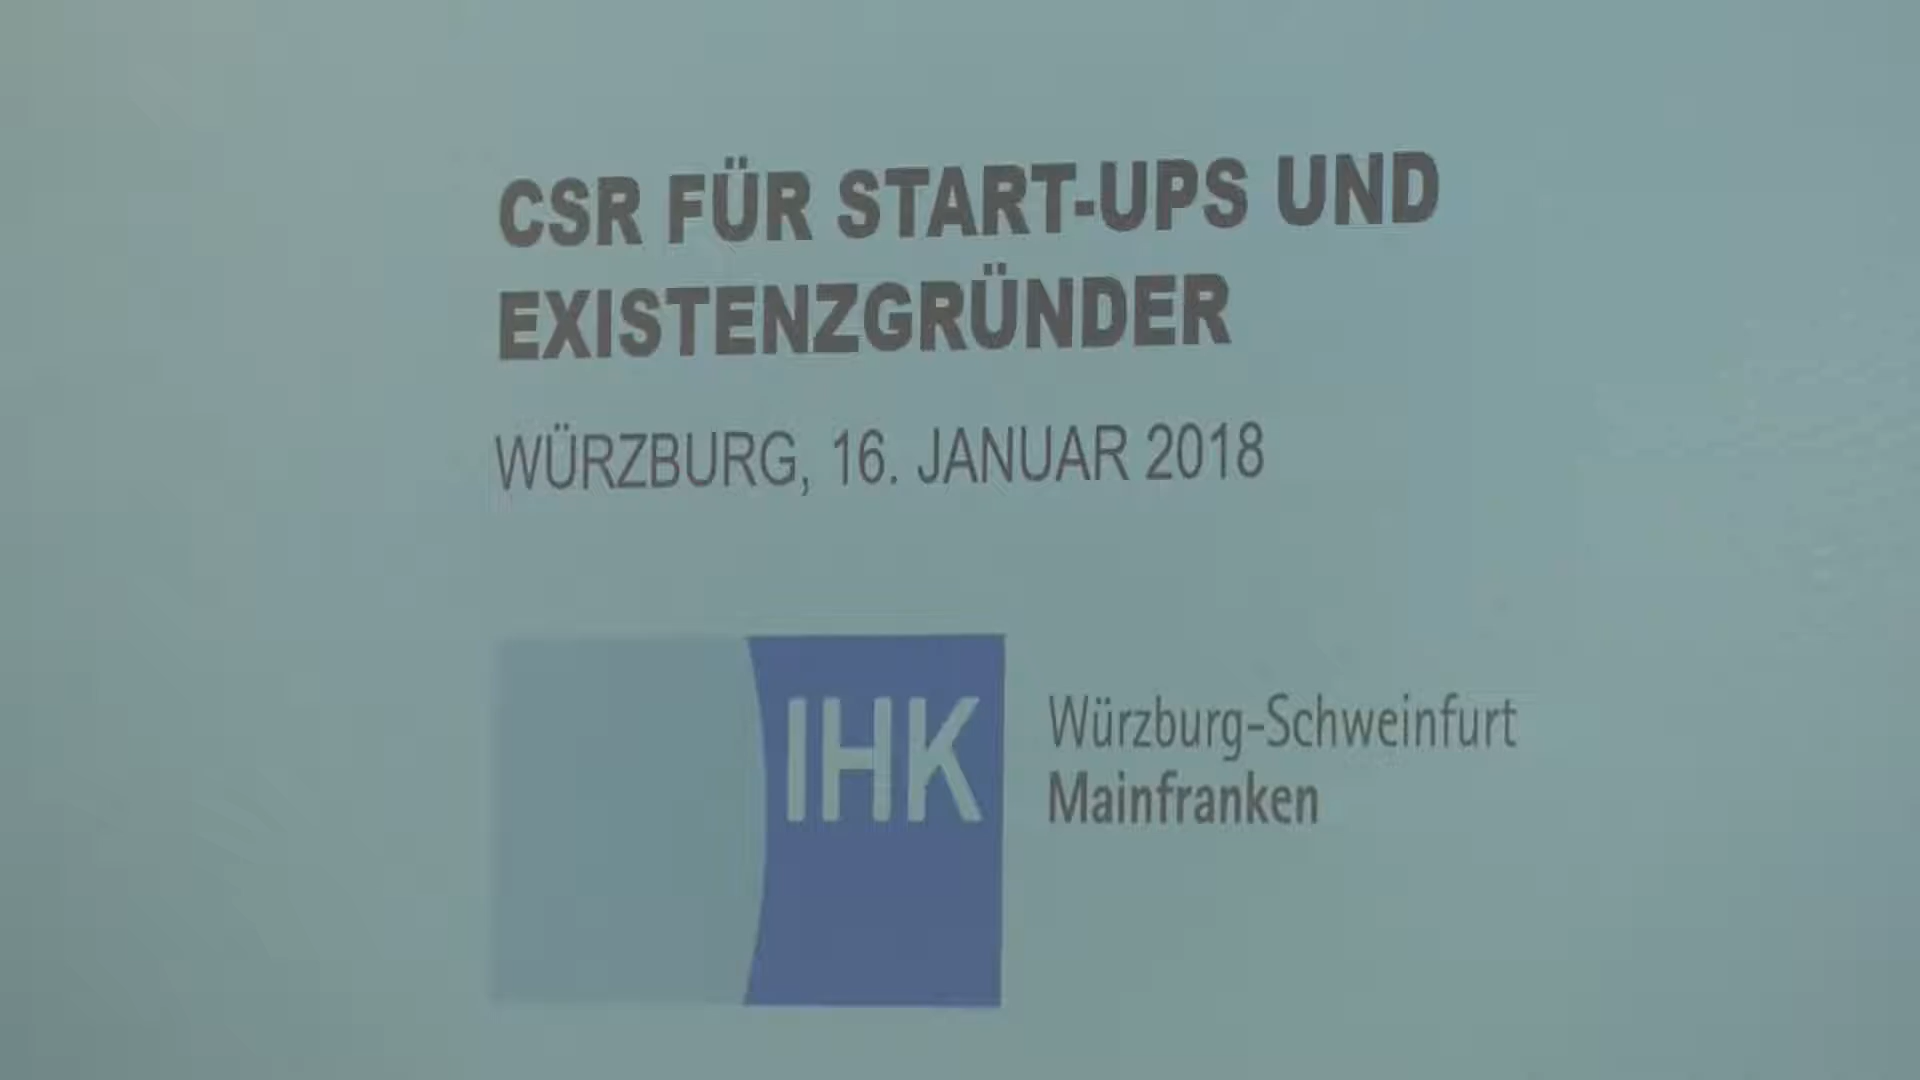 CSR FÜR START-UPS UND
EXISTENZGRÜNDER
WÜRZBURG, 16. JANUAR 2018
IHK
Würzburg-Schweinfurt
Mainfranken